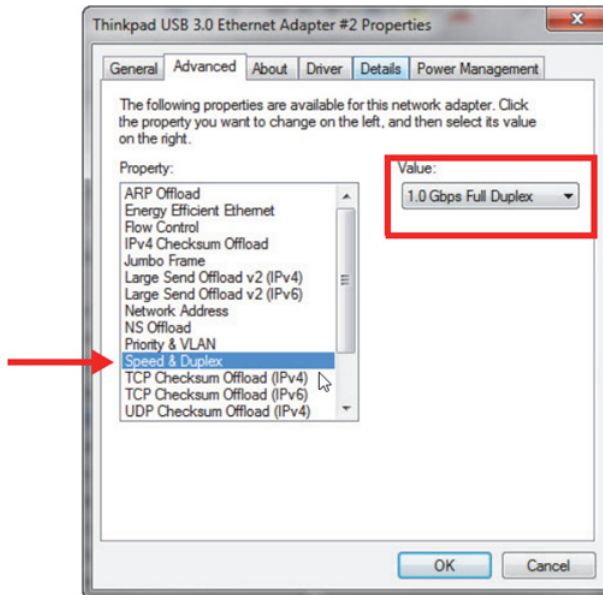 Thinkpad USB 3.0 Ethernet Adapter #2 Properties
General Advanced About Driver Details Power Management
The following properties are available for this network adapter. Click
the property you want to change on the left, and then select its value
on the right.
Property:
Value:
ARP Offload
Energy Efficient Ethernet
Flow Control
IPv4 Checksum Offload
Jumbo Frame
Large Send Offload v2 (IPv4)
Large Send Offload v2 (IPv6)
Network Address
NS Offload
Priority & VLAN
Speed & Duplex
TCP Checksum Offload (IPv4)
TCP Checksum Offload (IPv6)
UDP Checksum Offload (IPv4)
1.0 Gbps Full Duplex
OK Cancel